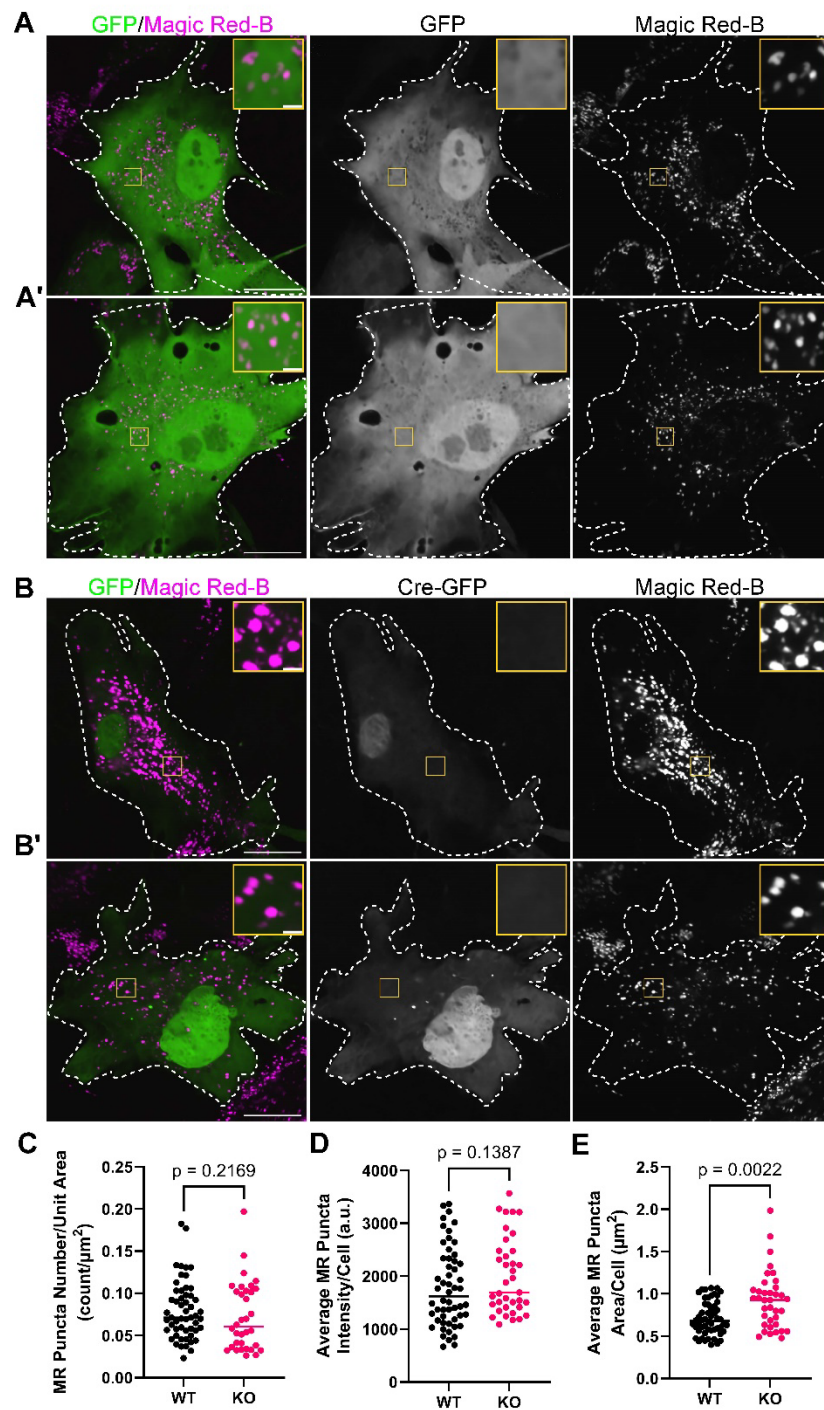 A
GFP/Magic Red-B
GFP
Magic Red-B
A'
B
GFP/Magic Red-B
Cre-GFP
Magic Red-B
B'
C
p = 0.2169
MR Puncta Number/Unit Area
(count/µm²)
0.25
0.20
0.15
0.10
0.05
0.00
WT
KO
D
p = 0.1387
Average MR Puncta
Intensity/Cell (a.u.)
4000
3000
2000
1000
0
WT
KO
E
p = 0.0022
Average MR Puncta
Area/Cell (µm²)
2.5
2.0
1.5
1.0
0.5
0.0
WT
KO